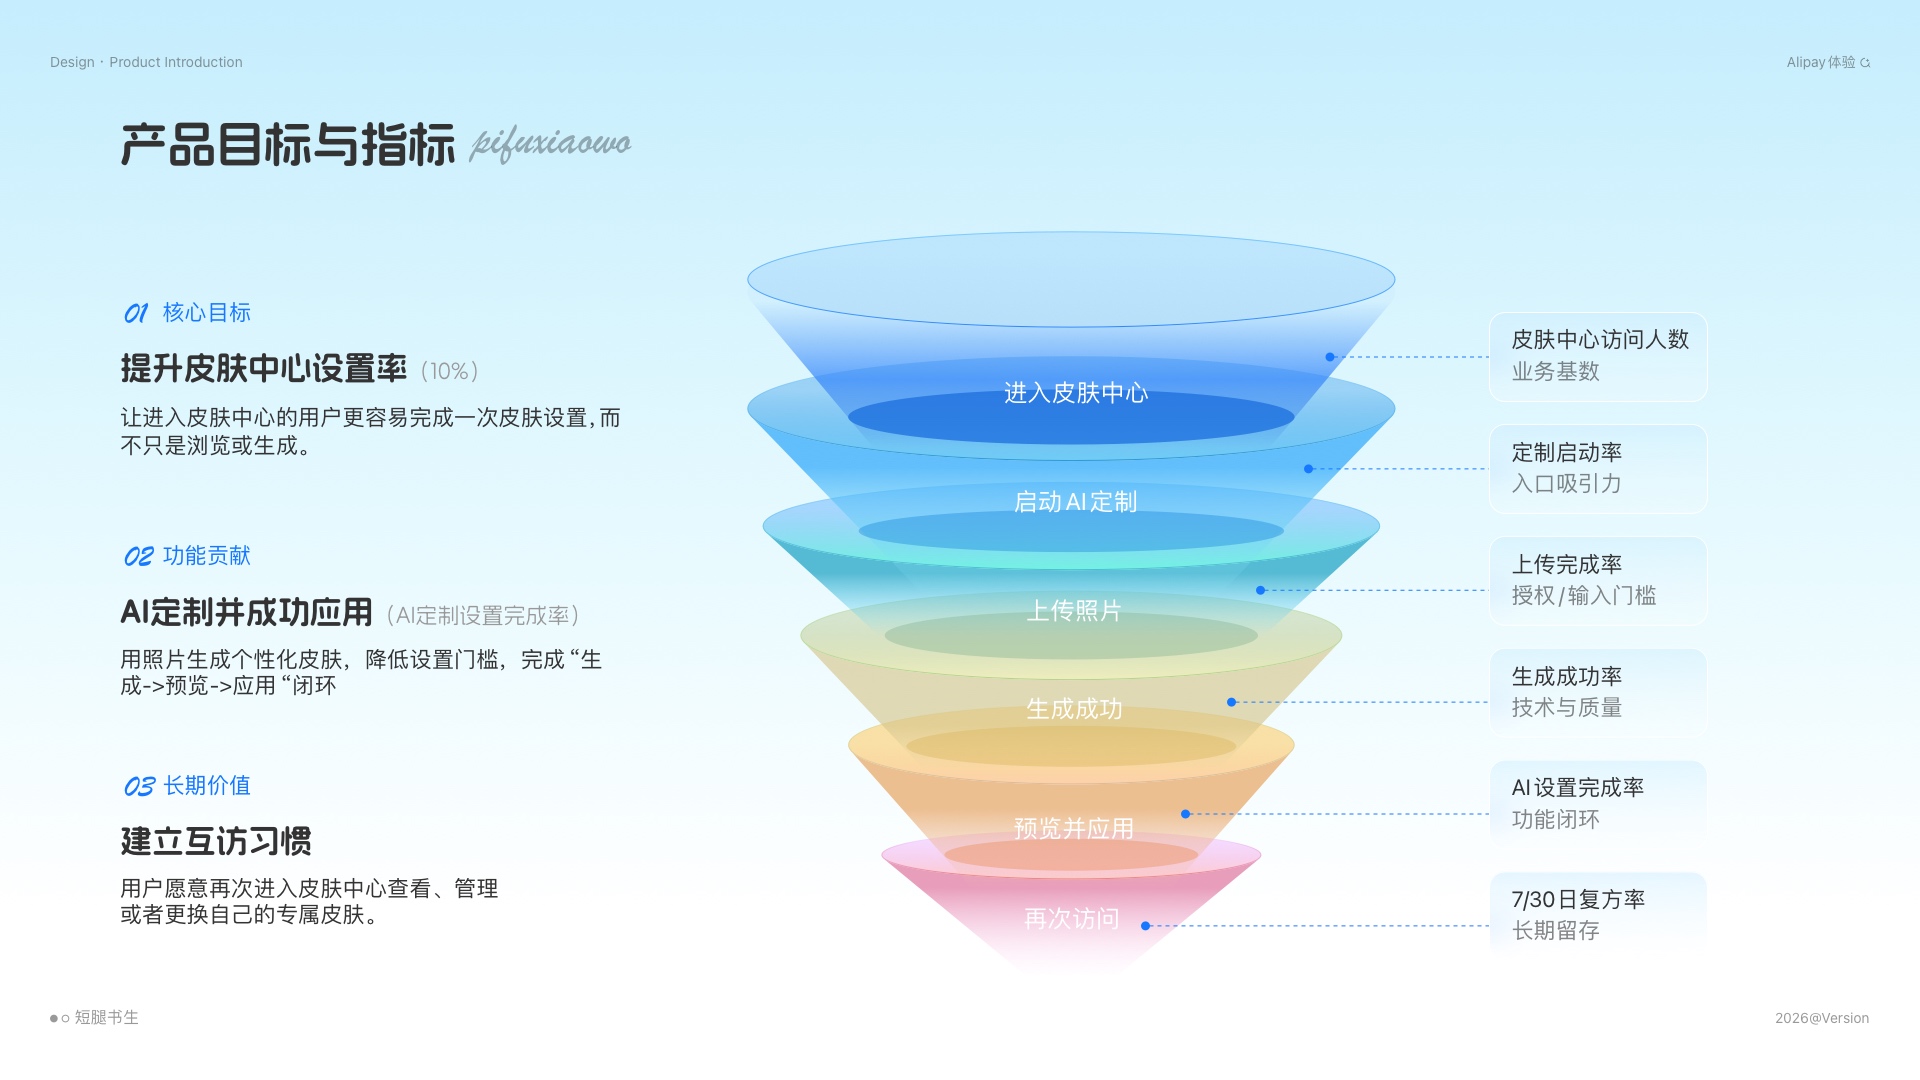 Design · Product Introduction
Alipay体验
产品目标与指标 pifuxiaowo
01 核心目标
提升皮肤中心设置率（10%）
让进入皮肤中心的用户更容易完成一次皮肤设置,而
不只是浏览或生成。
02 功能贡献
AI定制并成功应用（AI定制设置完成率）
用照片生成个性化皮肤，降低设置门槛，完成“生
成->预览->应用“闭环
03 长期价值
建立互访习惯
用户愿意再次进入皮肤中心查看、管理
或者更换自己的专属皮肤。
进入皮肤中心
启动AI定制
上传照片
生成成功
预览并应用
再次访问
皮肤中心访问人数
业务基数
定制启动率
入口吸引力
上传完成率
授权/输入门槛
生成成功率
技术与质量
AI设置完成率
功能闭环
7/30日复方率
长期留存
短腿书生
2026@Version